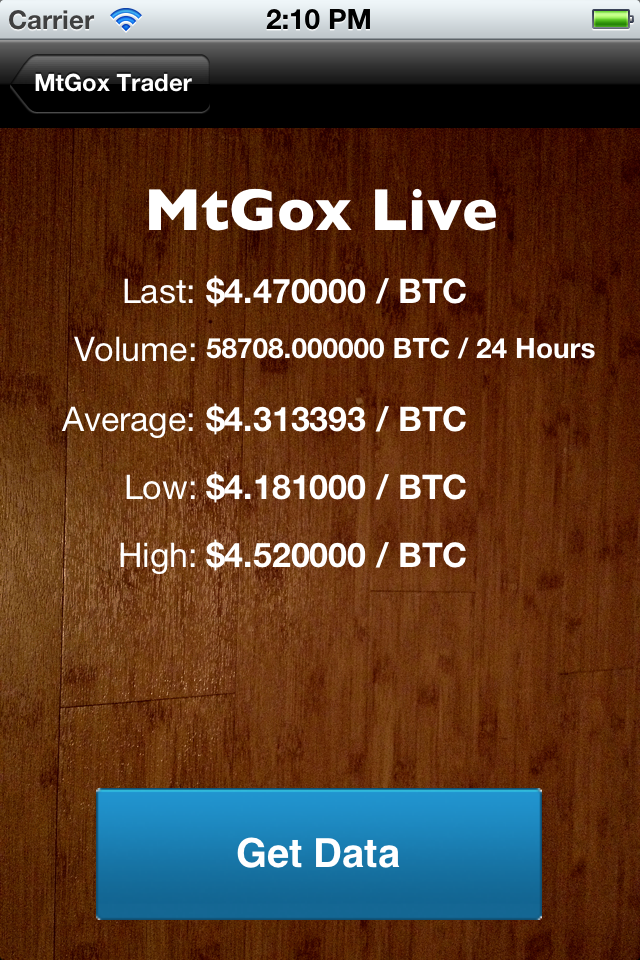 Carrier 2:10 PM
MtGox Trader
MtGox Live
Last: $4.470000 / BTC
Volume: 58708.000000 BTC / 24 Hours
Average: $4.313393 / BTC
Low: $4.181000 / BTC
High: $4.520000 / BTC
Get Data